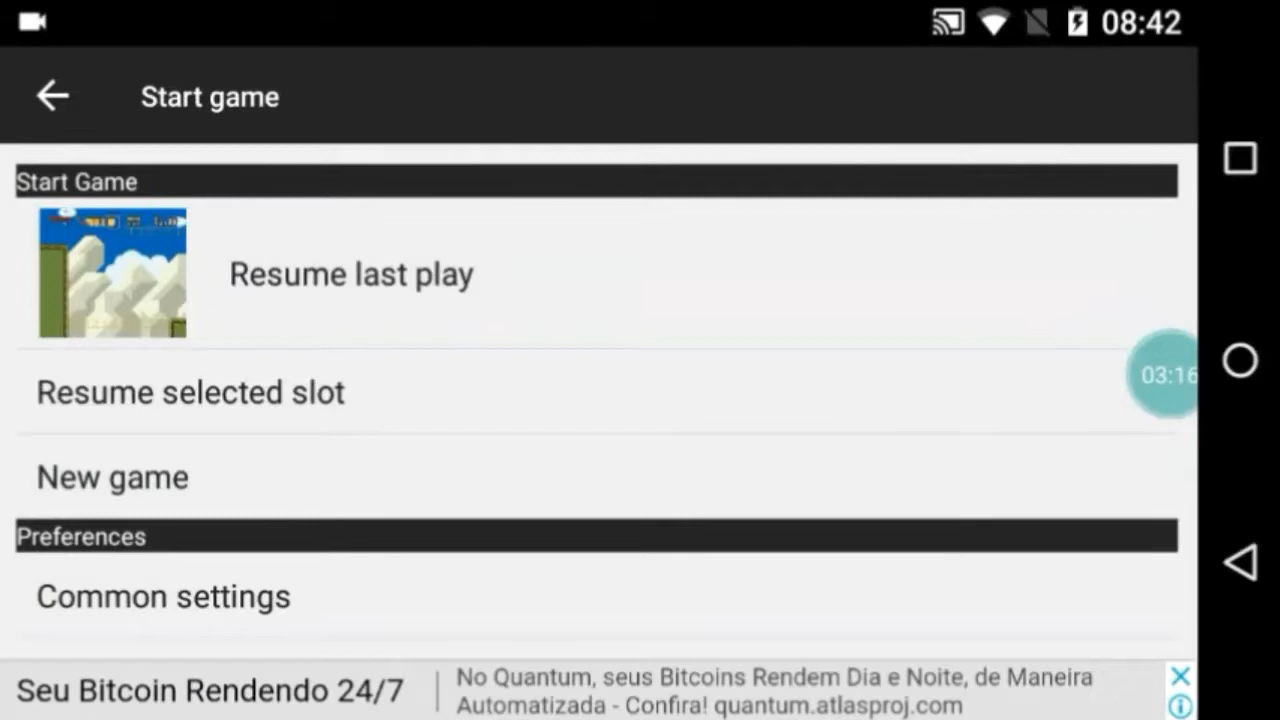 08:42
Start game
Start Game
Resume last play
Resume selected slot
03:16
New game
Preferences
Common settings
Seu Bitcoin Rendendo 24/7
No Quantum, seus Bitcoins Rendem Dia e Noite, de Maneira
Automatizada - Confira! quantum.atlasproj.com